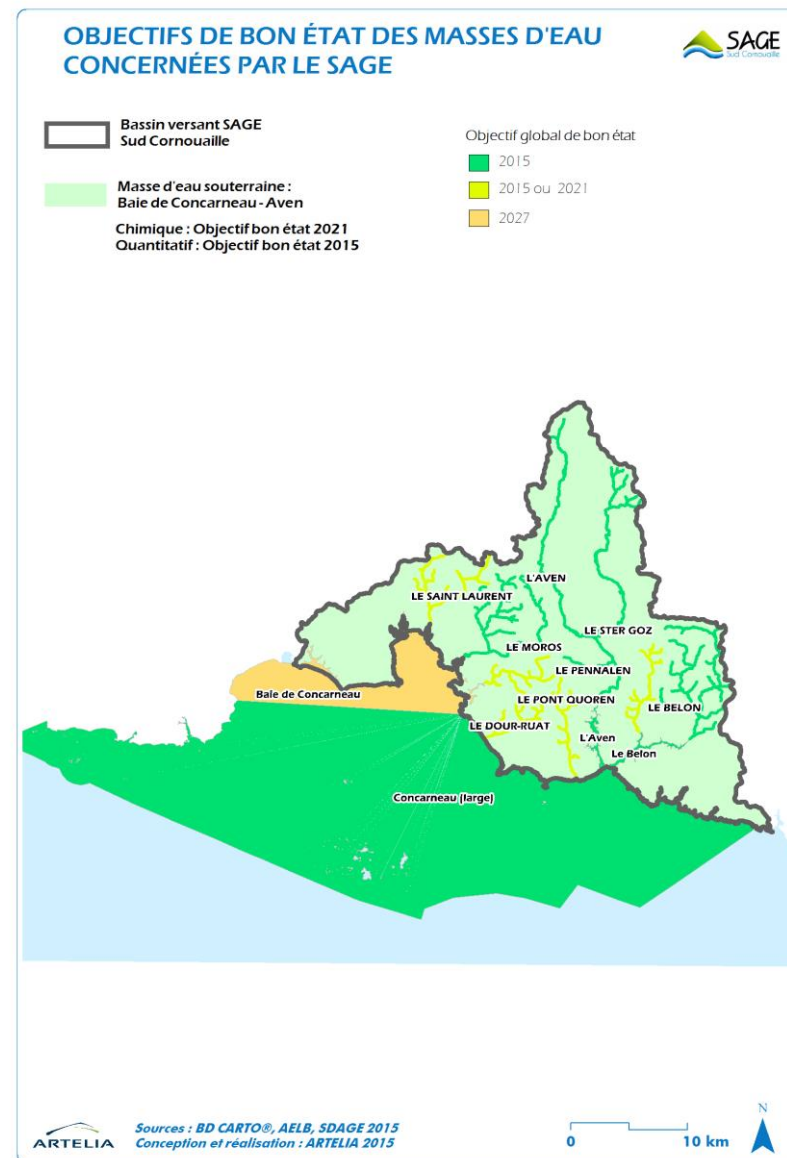 OBJECTIFS DE BON ÉTAT DES MASSES D'EAU
CONCERNÉES PAR LE SAGE
SAGE
Sud Cornouaille
Bassin versant SAGE
Sud Cornouaille
Masse d'eau souterraine :
Baie de Concarneau - Aven
Chimique : Objectif bon état 2021
Quantitatif : Objectif bon état 2015
Objectif global de bon état
2015
2015 ou 2021
2027
L'AVEN
LE SAINT LAURENT
LE STER GOZ
LE MOROS
LE PENNALEN
Baie de Concarneau
LE PONT QUOREN
LE BELON
LE DOUR-RUAT
L'Aven
Le Belon
Concarneau (large)
ARTELIA
Sources : BD CARTO®, AELB, SDAGE 2015
Conception et réalisation : ARTELIA 2015
0 10 km
N